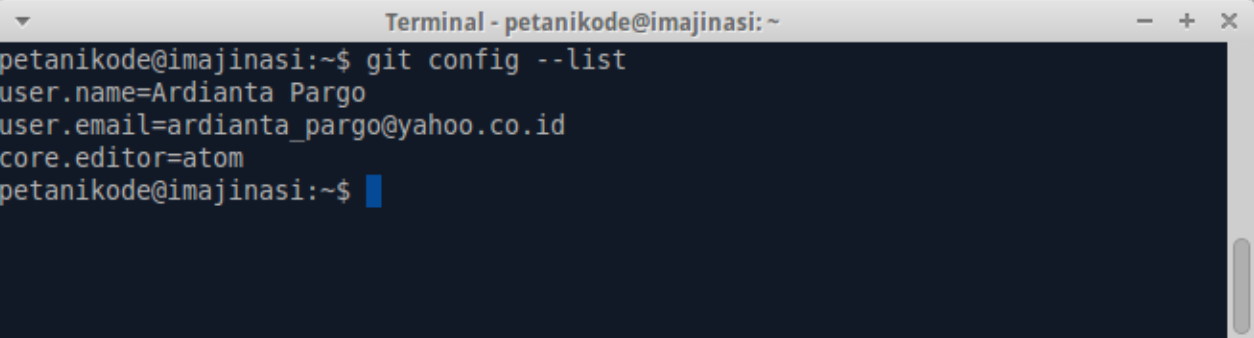 Terminal - petanikode@imajinasi: ~
petanikode@imajinasi:~$ git config --list
user.name=Ardianta Pargo
user.email=ardianta_pargo@yahoo.co.id
core.editor=atom
petanikode@imajinasi:~$